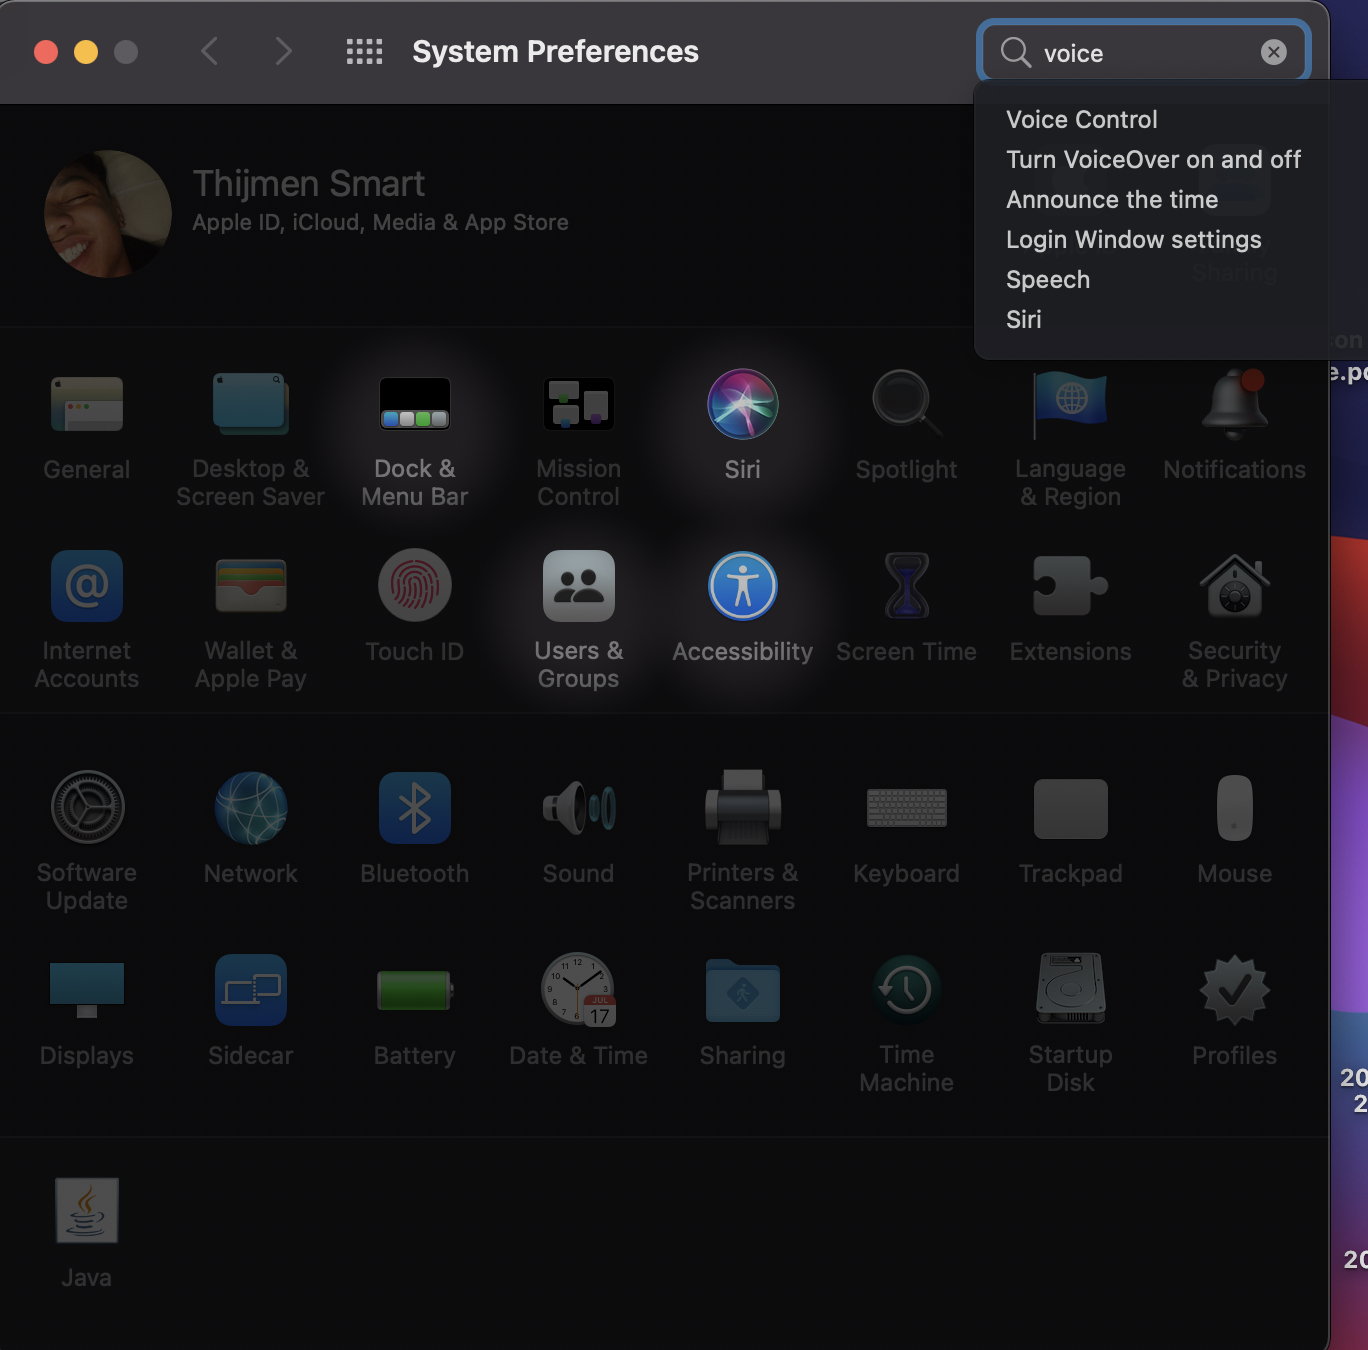 System Preferences
voice
Voice Control
Turn VoiceOver on and off
Announce the time
Login Window settings
Speech
Siri
Sharing
Thijmen Smart
Apple ID, iCloud, Media & App Store
General
Desktop &
Screen Saver
Dock &
Menu Bar
Mission
Control
Siri
Spotlight
Language
& Region
Notifications
Internet
Accounts
Wallet &
Apple Pay
Touch ID
Users &
Groups
Accessibility
Screen Time
Extensions
Security
& Privacy
Software
Update
Network
Bluetooth
Sound
Printers &
Scanners
Keyboard
Trackpad
Mouse
Displays
Sidecar
Battery
JUL
17
Date & Time
Sharing
Time
Machine
Startup
Disk
Profiles
Java